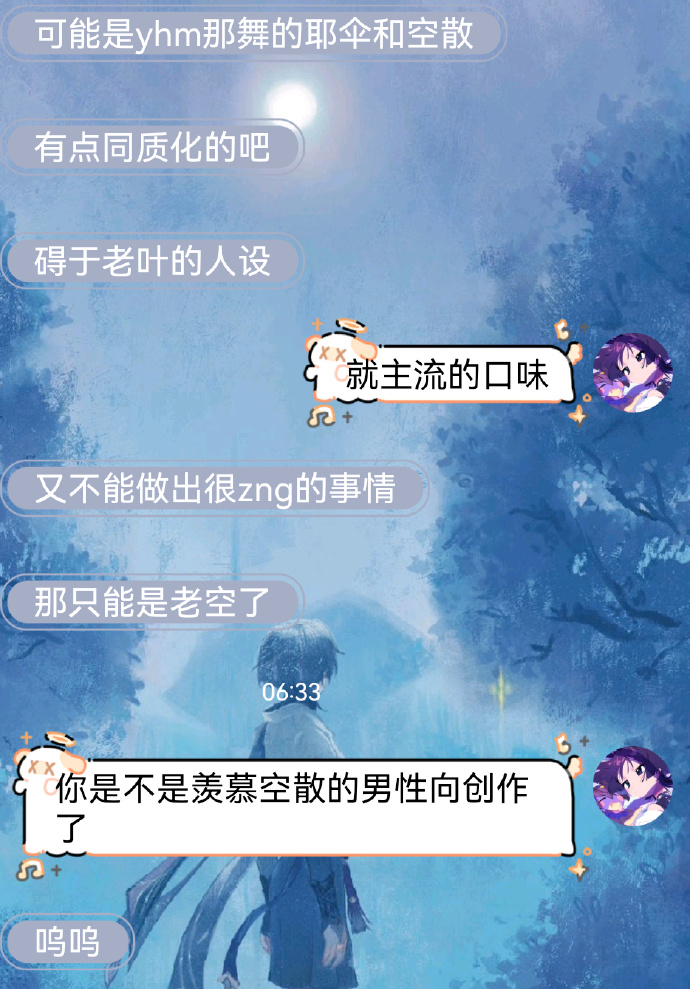 可能是yhm那舞的耶伞和空散
有点同质化的吧
碍于老叶的人设
就主流的口味
又不能做出很zng的事情
那只能是老空了
06:33
你是不是羡慕空散的男性向创作
了
呜呜